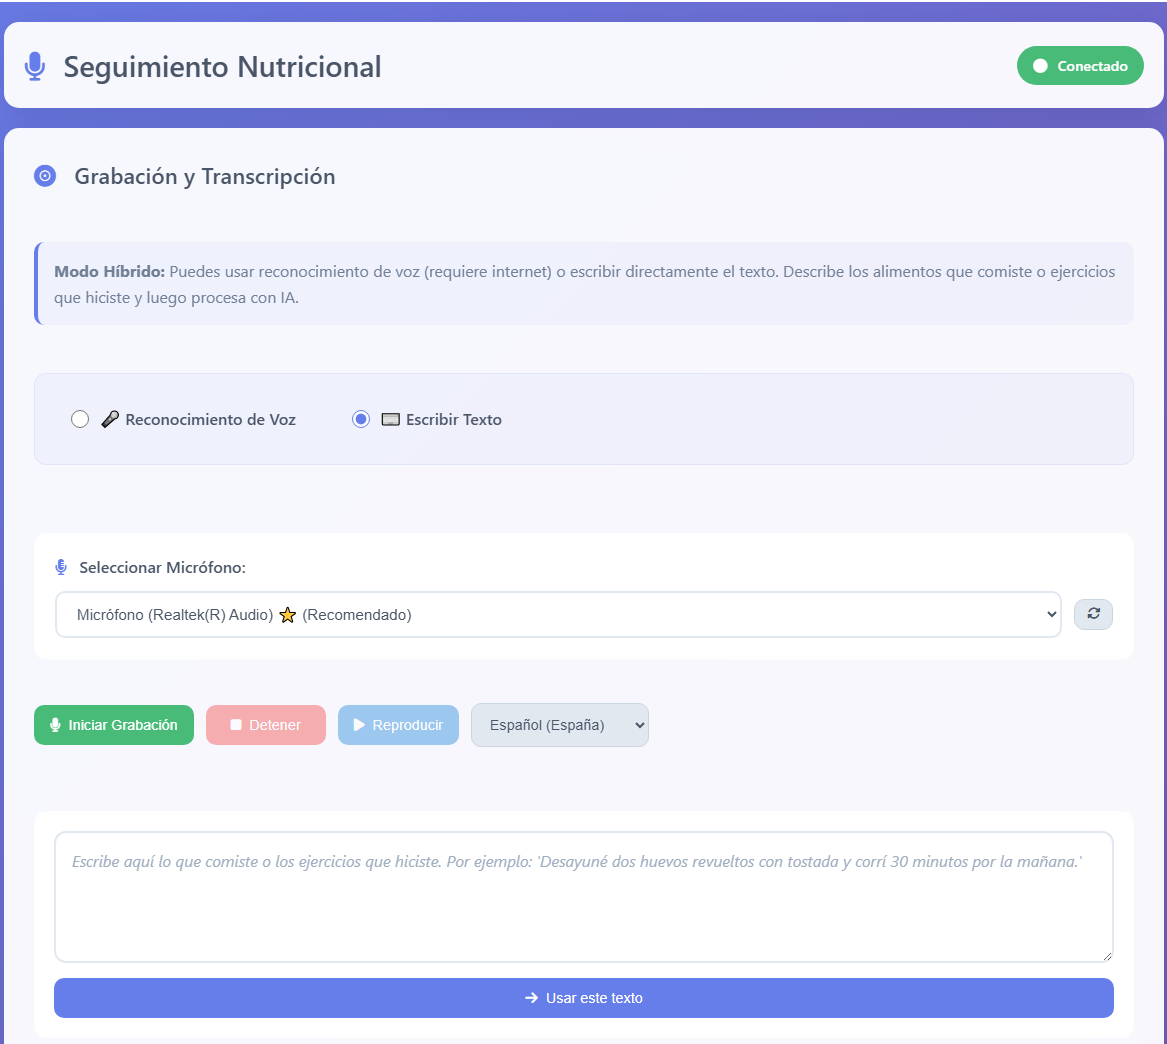 Seguimiento Nutricional
Conectado
Grabación y Transcripción
Modo Híbrido: Puedes usar reconocimiento de voz (requiere internet) o escribir directamente el texto. Describe los alimentos que comiste o ejercicios
que hiciste y luego procesa con IA.
Reconocimiento de Voz
Escribir Texto
Seleccionar Micrófono:
Micrófono (Realtek(R) Audio) ⭐ (Recomendado)
Iniciar Grabación
Detener
Reproducir
Español (España)
Escribe aquí lo que comiste o los ejercicios que hiciste. Por ejemplo: 'Desayuné dos huevos revueltos con tostada y corrí 30 minutos por la mañana.'
Usar este texto